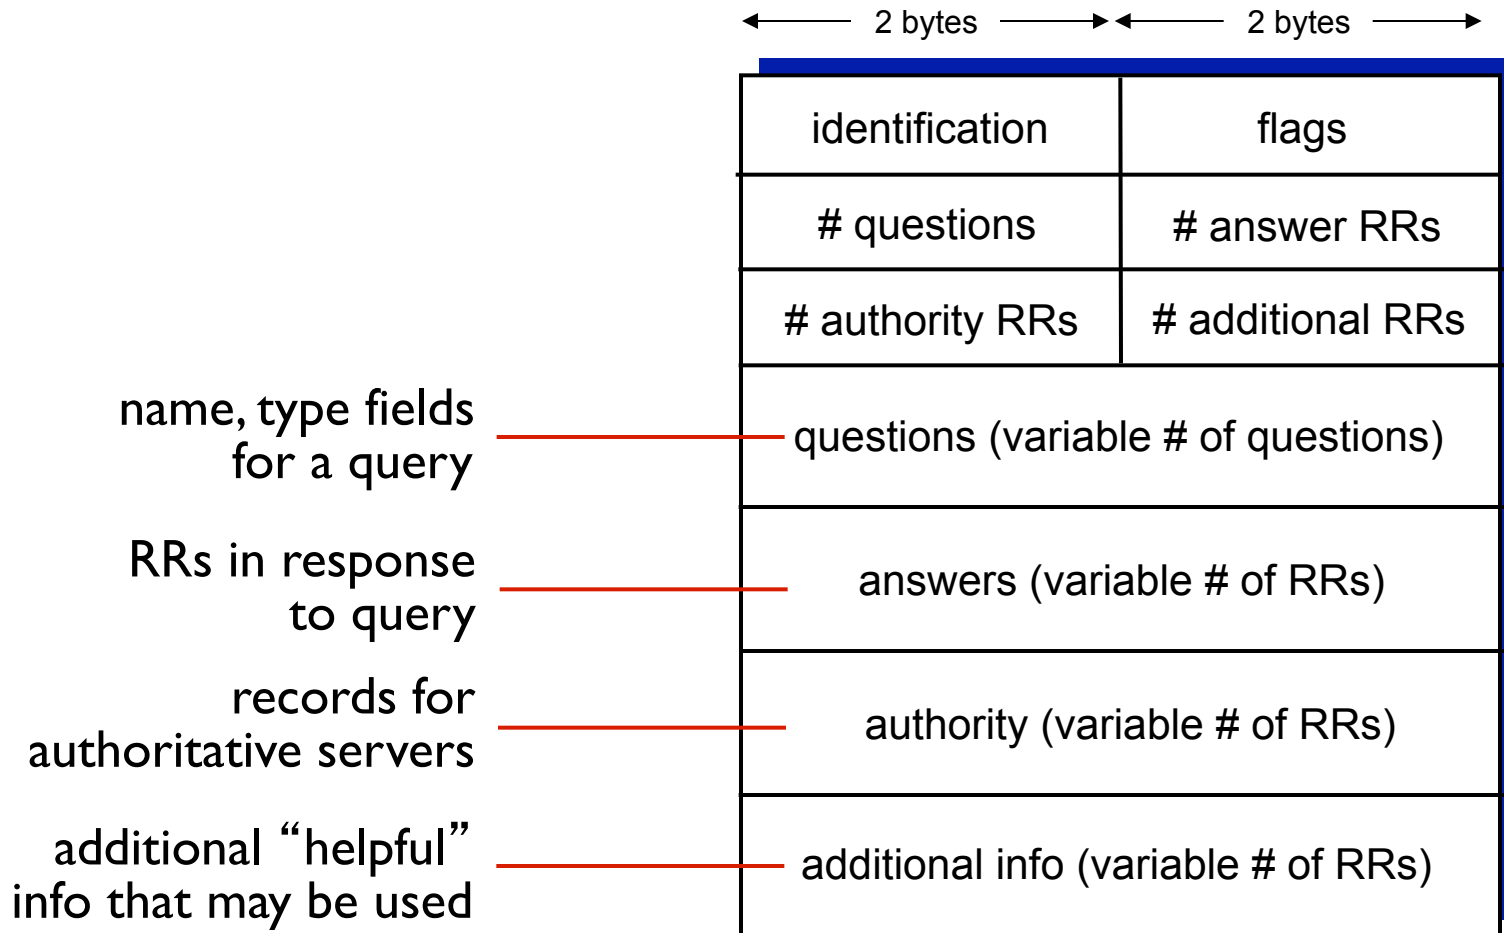 2 bytes 2 bytes
identification flags
# questions # answer RRs
# authority RRs # additional RRs
name, type fields
for a query
questions (variable # of questions)
RRs in response
to query
answers (variable # of RRs)
records for
authoritative servers
authority (variable # of RRs)
additional “helpful”
info that may be used
additional info (variable # of RRs)